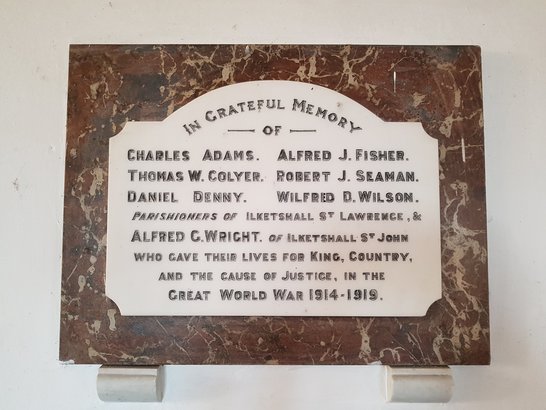 IN GRATEFUL MEMORY
OF
CHARLES ADAMS. ALFRED J. FISHER.
THOMAS W. COLYER. ROBERT J. SEAMAN.
DANIEL DENNY. WILFRED D. WILSON.
PARISHIONERS OF ILKETSHALL ST LAWRENCE, &
ALFRED G. WRIGHT. OF ILKETSHALL ST JOHN
WHO GAVE THEIR LIVES FOR KING, COUNTRY,
AND THE CAUSE OF JUSTICE, IN THE
GREAT WORLD WAR 1914-1919.